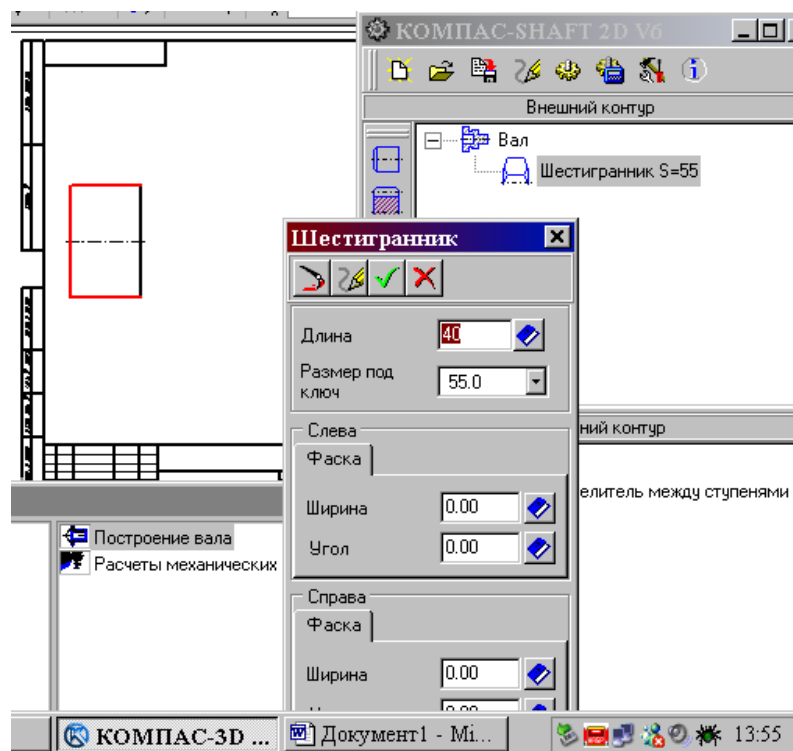 КОМПАС-SHAFT 2D V6
Внешний контур
Вал
Шестигранник S=55
Шестигранник
Длина
40
Размер под
ключ
55.0
Слева
Фаска
Ширина
0.00
Угол
0.00
Справа
Фаска
Ширина
0.00
0.00
ний контур
елитель между ступенями
Построение вала
Расчеты механических
КОМПАС-3D ...
Документ1 - Mi...
13:55